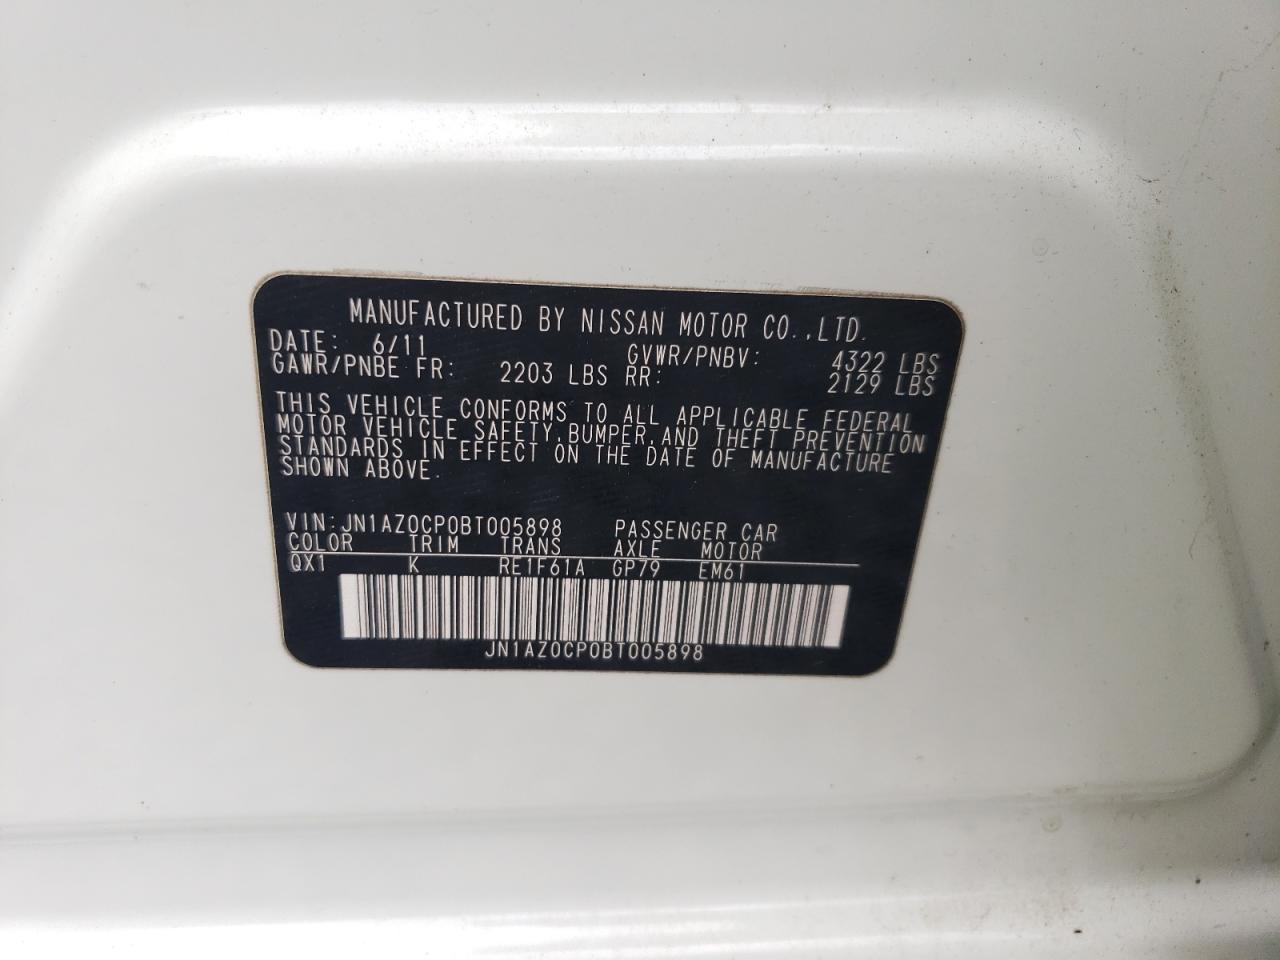 MANUFACTURED BY NISSAN MOTOR CO.,LTD.
DATE: 6/11 GVWR/PNBV: 4322 LBS
GAWR/PNBE FR: 2203 LBS RR: 2129 LBS
THIS VEHICLE CONFORMS TO ALL APPLICABLE FEDERAL
MOTOR VEHICLE SAFETY,BUMPER,AND THEFT PREVENTION
STANDARDS IN EFFECT ON THE DATE OF MANUFACTURE
SHOWN ABOVE.
VIN:JN1AZ0CP0BT005898 PASSENGER CAR
COLOR TRIM TRANS AXLE MOTOR
QX1 K RE1F61A GP79 EM61
JN1AZ0CP0BT005898